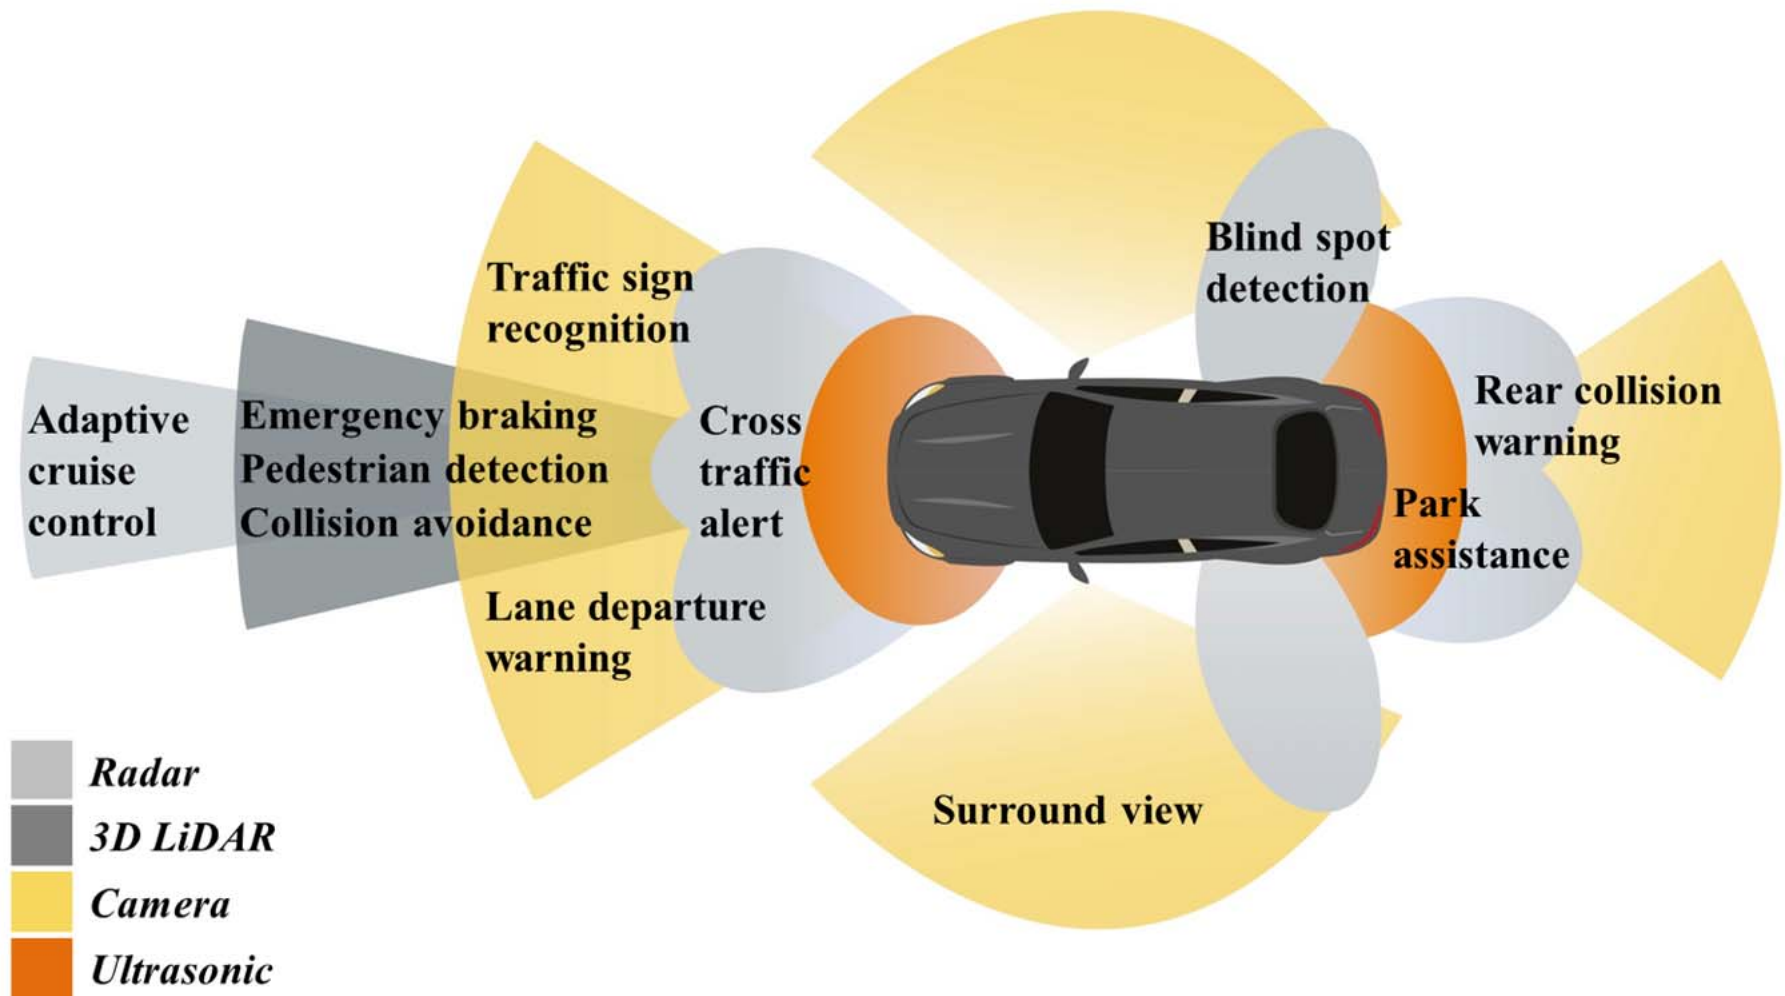 Traffic sign
recognition
Blind spot
detection
Adaptive
cruise
control
Emergency braking
Pedestrian detection
Collision avoidance
Cross
traffic
alert
Rear collision
warning
Park
assistance
Lane departure
warning
Surround view
Radar
3D LiDAR
Camera
Ultrasonic